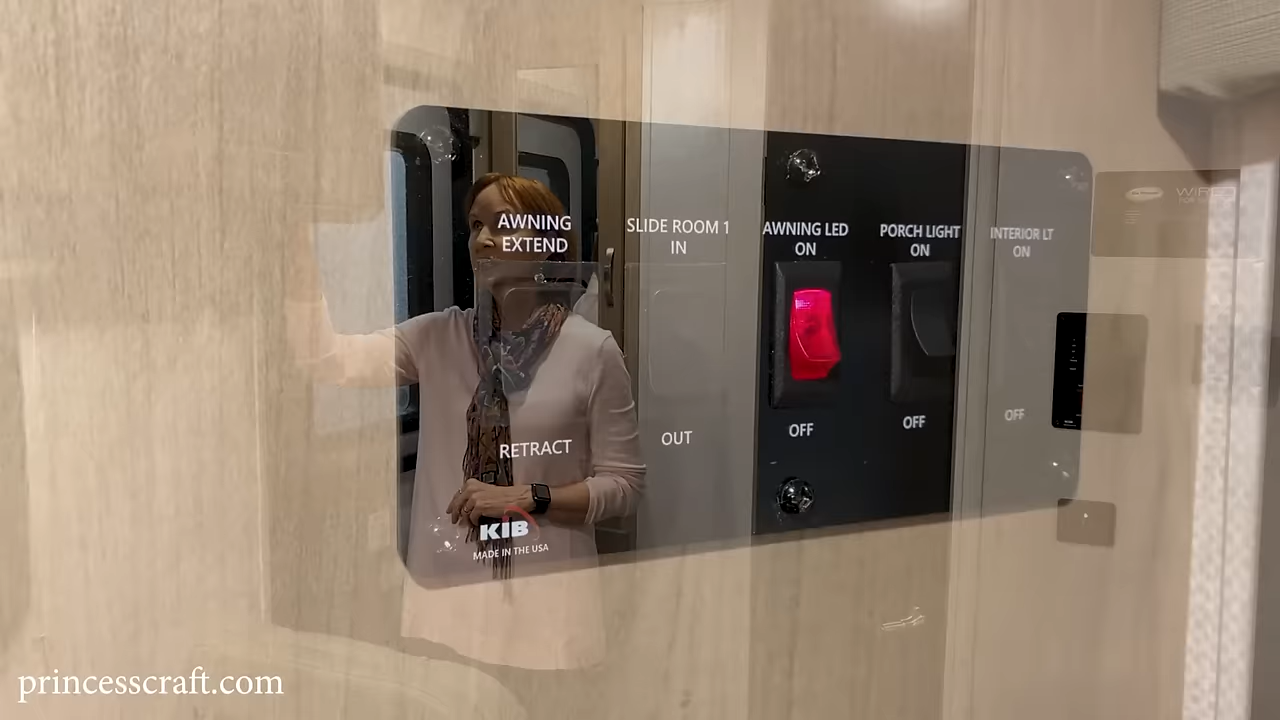 AWNING
EXTEND
SLIDE ROOM 1
IN
AWNING LED
ON
PORCH LIGHT
ON
INTERIOR LT
ON
RETRACT
OUT
OFF
OFF
OFF
KIB
MADE IN THE USA
princesscraft.com